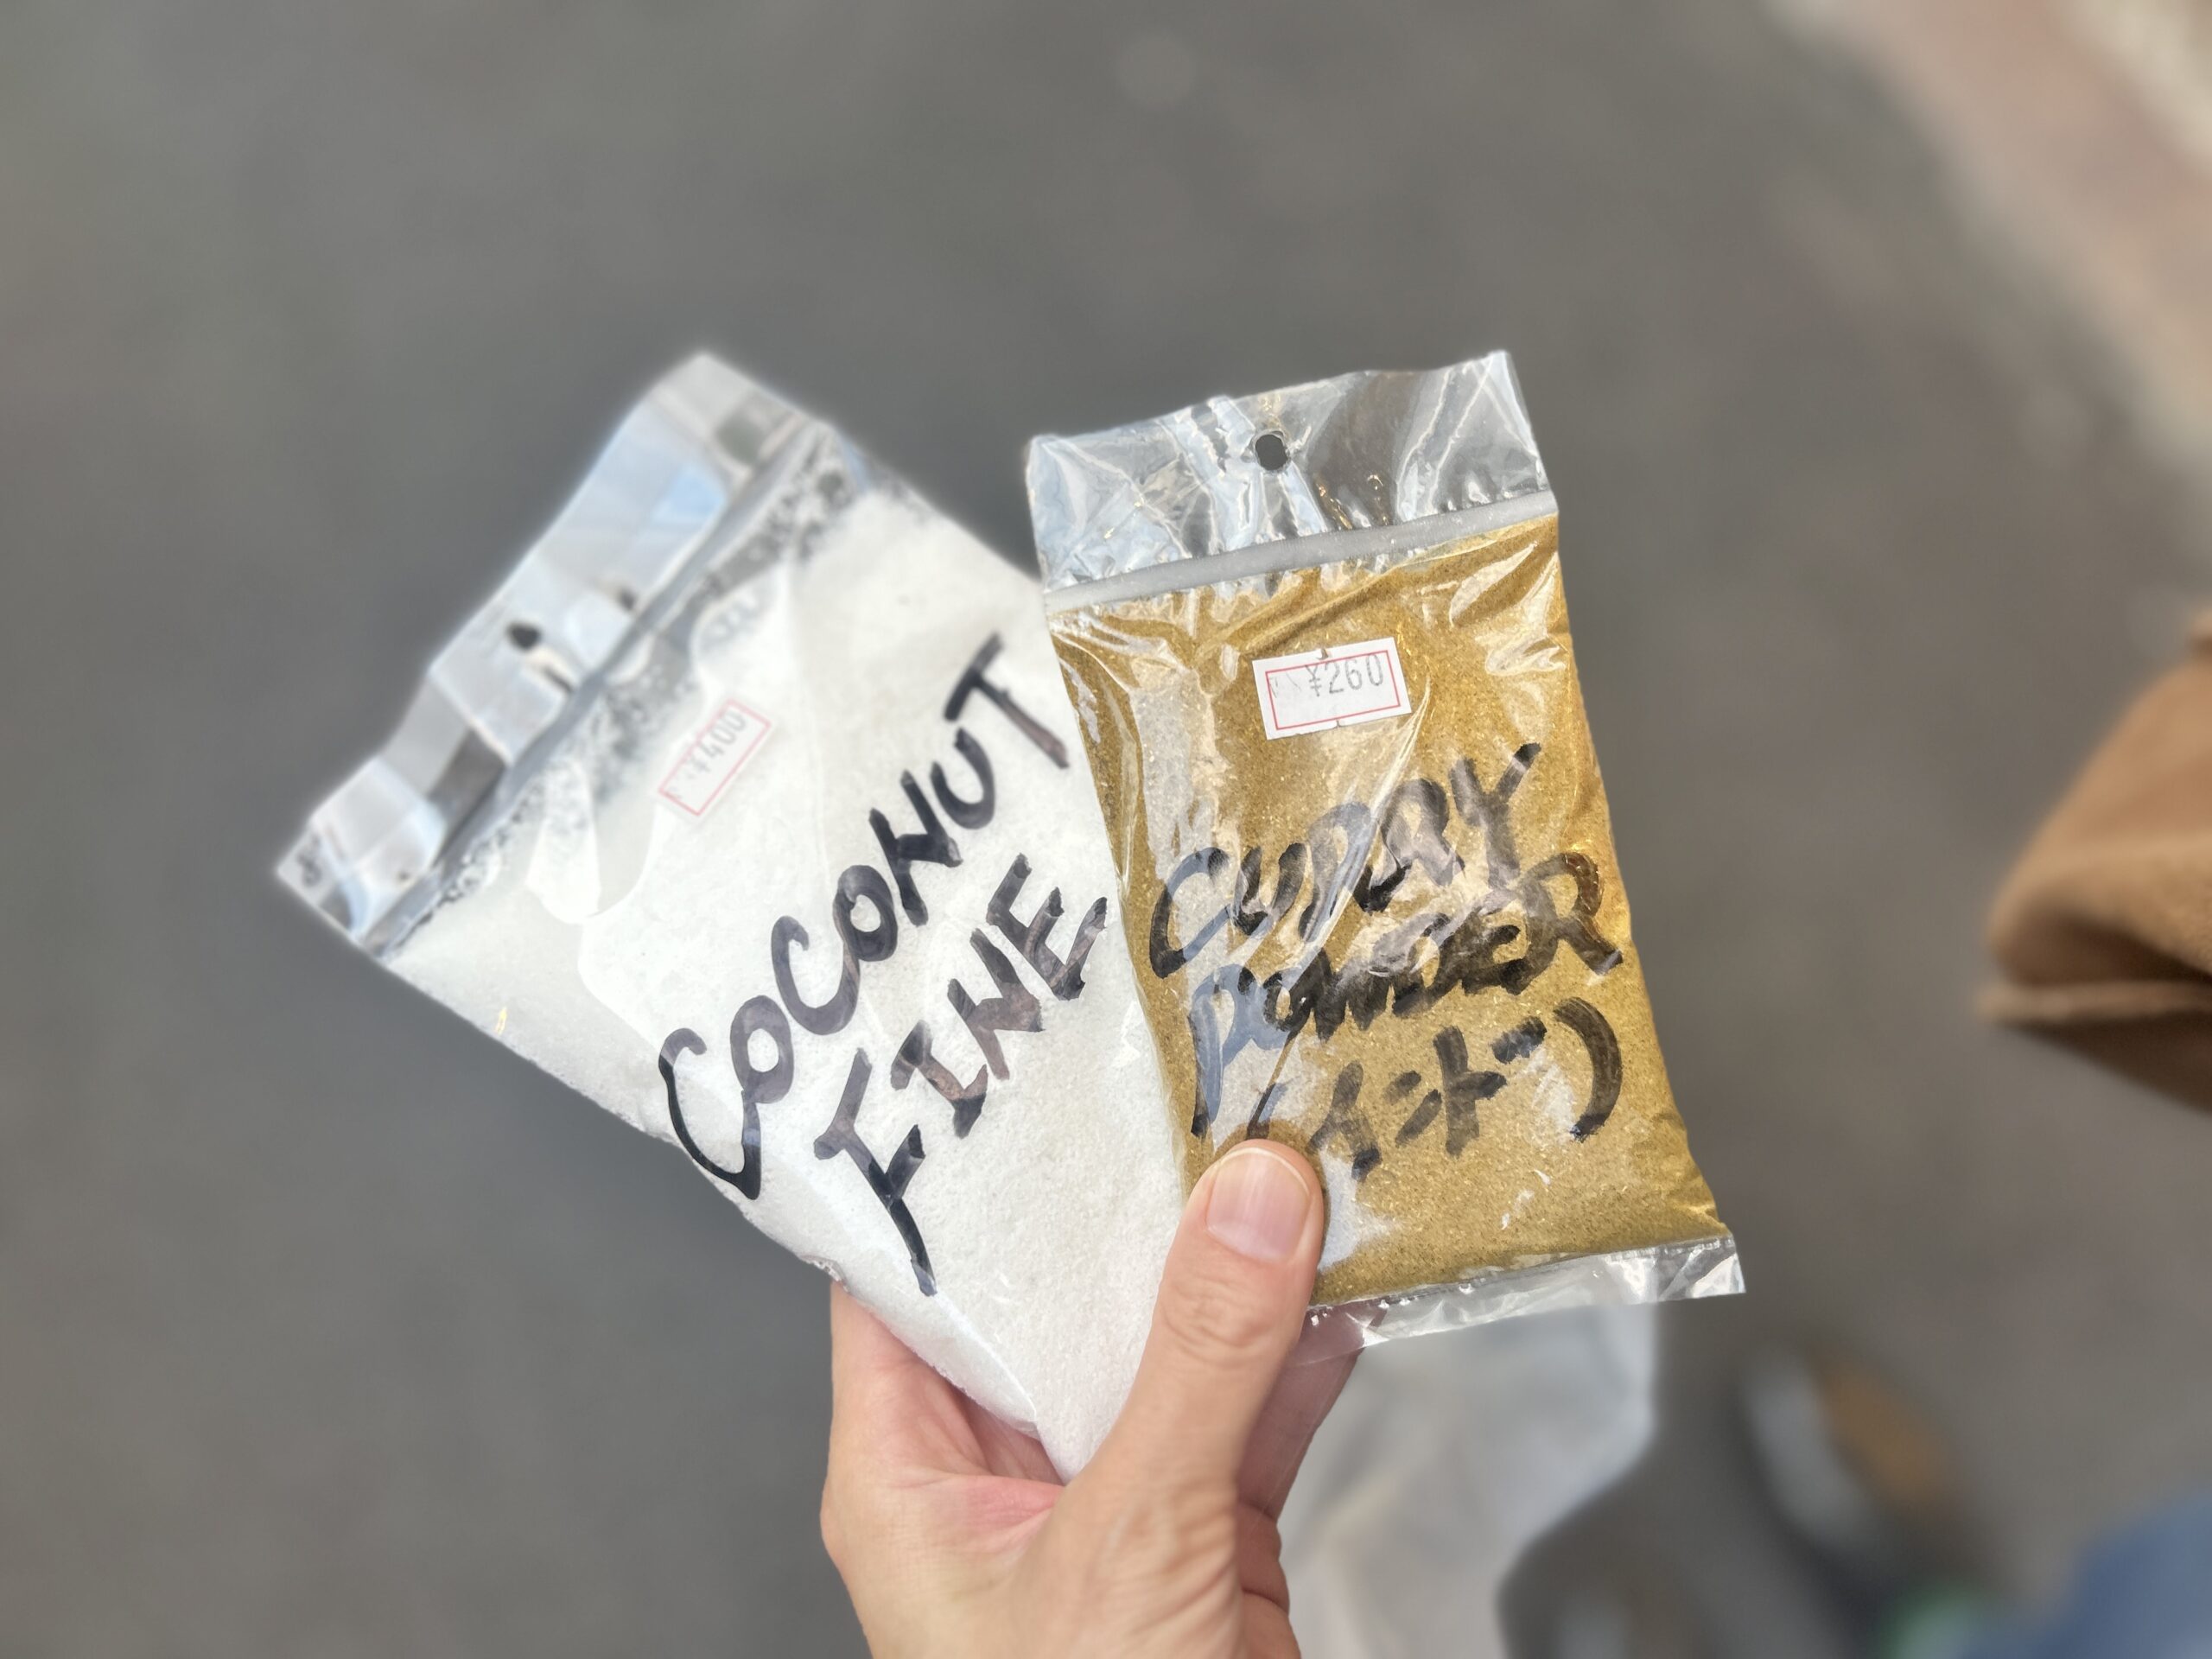 ¥400
COCONUT
FINE
¥260
CURRY
POWDER